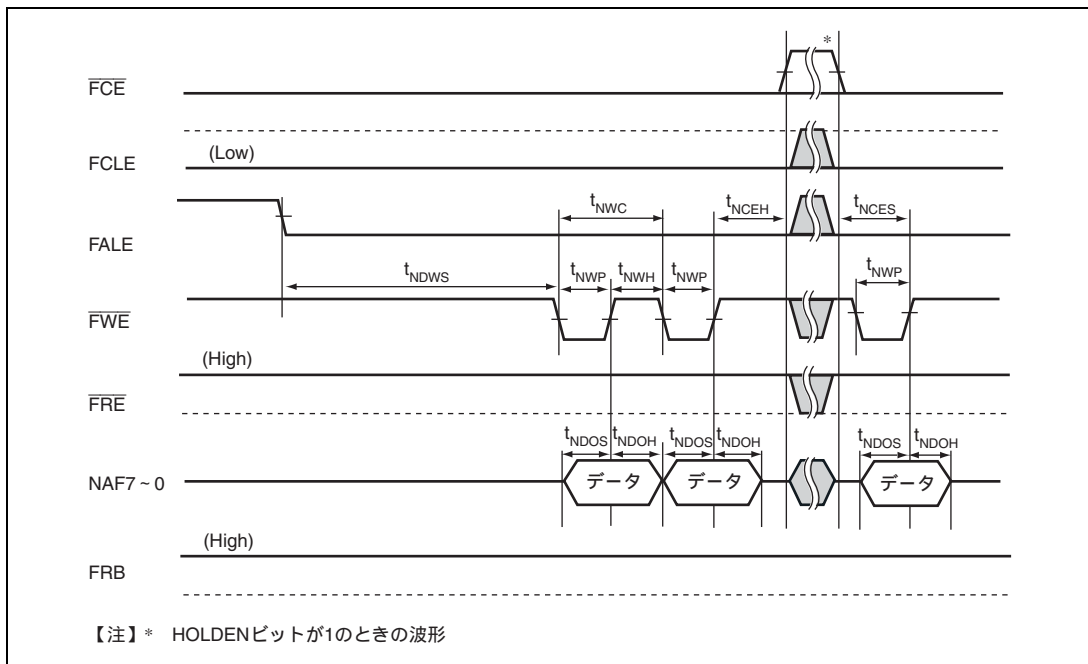 *
FCE
FCLE
(Low)
tNWC
tNCEH
tNCES
FALE
tNDWS
tNWP
tNWH
tNWP
tNWP
FWE
(High)
FRE
tNDOS
tNDOH
tNDOS
tNDOH
tNDOS
tNDOH
NAF7~0
データ
データ
データ
(High)
FRB
【注】* HOLDENビットが1のときの波形